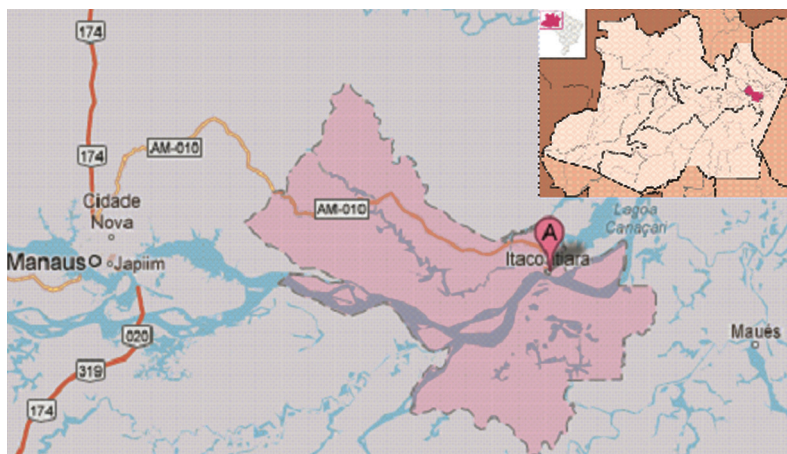 174
AM-010
174
Cidade
Nova
AM-010
A
Lagoa
Canaçari
Manaus
Japiim
Itacoatiara
020
Maués
319
174